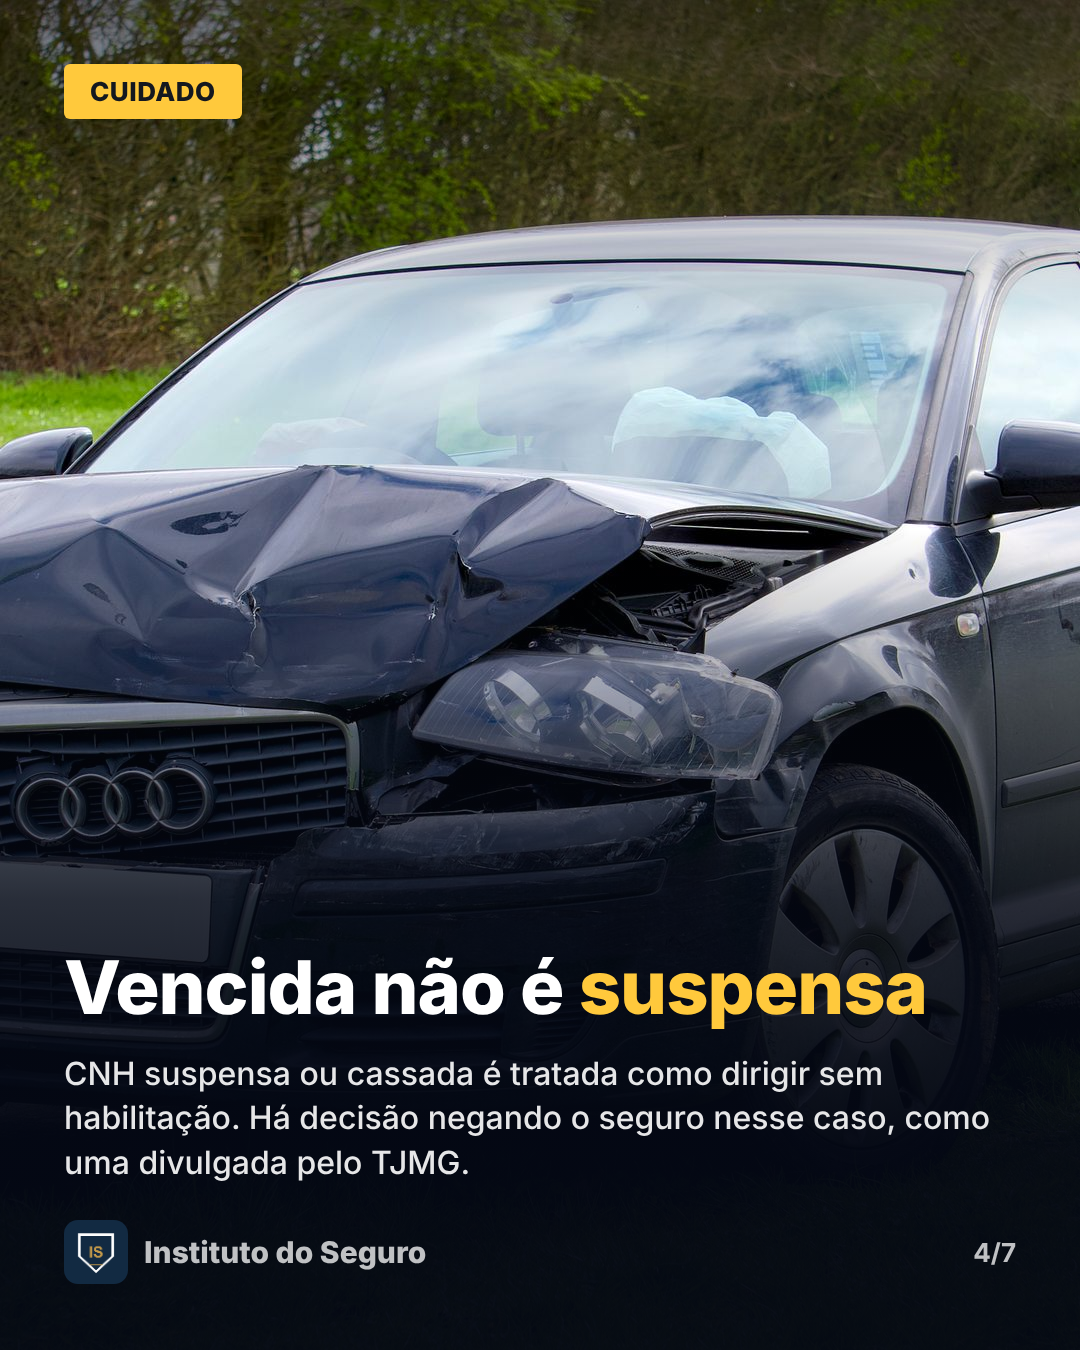 CUIDADO
Vencida não é suspensa
CNH suspensa ou cassada é tratada como dirigir sem
habilitação. Há decisão negando o seguro nesse caso, como
uma divulgada pelo TJMG.
IS
Instituto do Seguro
4/7